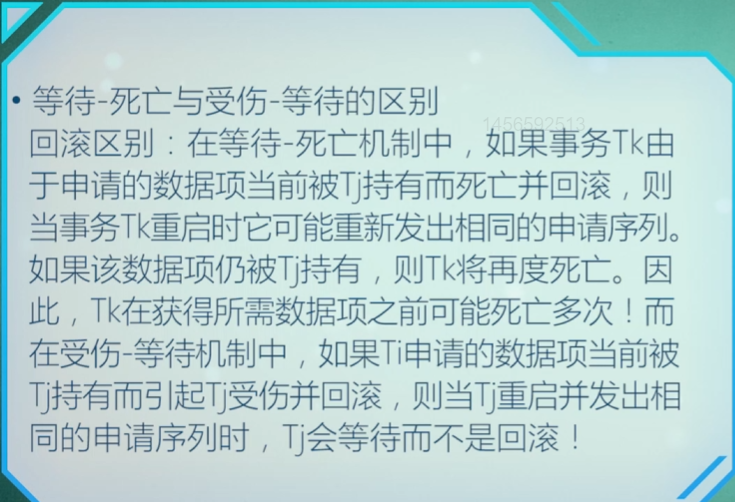 • 等待-死亡与受伤-等待的区别
1456592513
回滚区别：在等待-死亡机制中，如果事务Tk由
于申请的数据项当前被Tj持有而死亡并回滚，则
当事务Tk重启时它可能重新发出相同的申请序列。
如果该数据项仍被Tj持有，则Tk将再度死亡。因
此，Tk在获得所需数据项之前可能死亡多次！而
在受伤-等待机制中，如果Ti申请的数据项当前被
Tj持有而引起Tj受伤并回滚，则当Tj重启并发出相
同的申请序列时，Tj会等待而不是回滚！